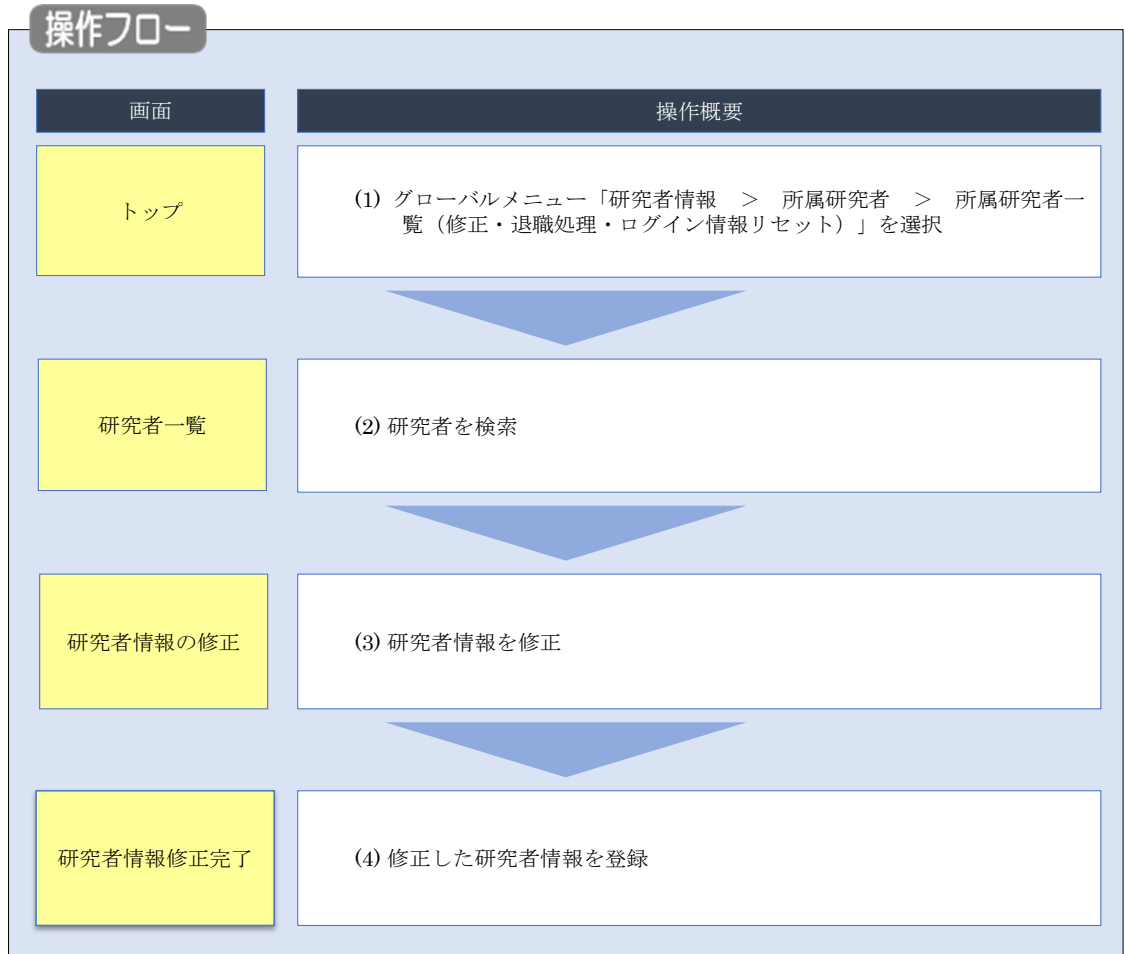 操作フロー
画面
操作概要
トップ
(1) グローバルメニュー「研究者情報 ＞ 所属研究者 ＞ 所属研究者一
覧（修正・退職処理・ログイン情報リセット）」を選択
研究者一覧
(2) 研究者を検索
研究者情報の修正
(3) 研究者情報を修正
研究者情報修正完了
(4) 修正した研究者情報を登録